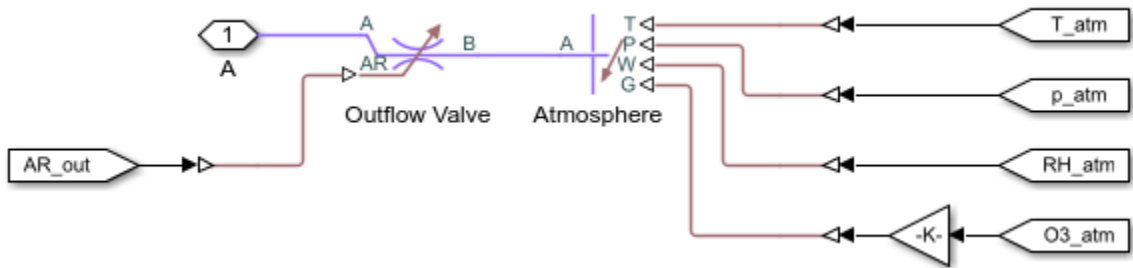 1
A
A
AR
B
A
T
P
W
G
Outflow Valve
Atmosphere
AR_out
T_atm
p_atm
RH_atm
-K-
O3_atm